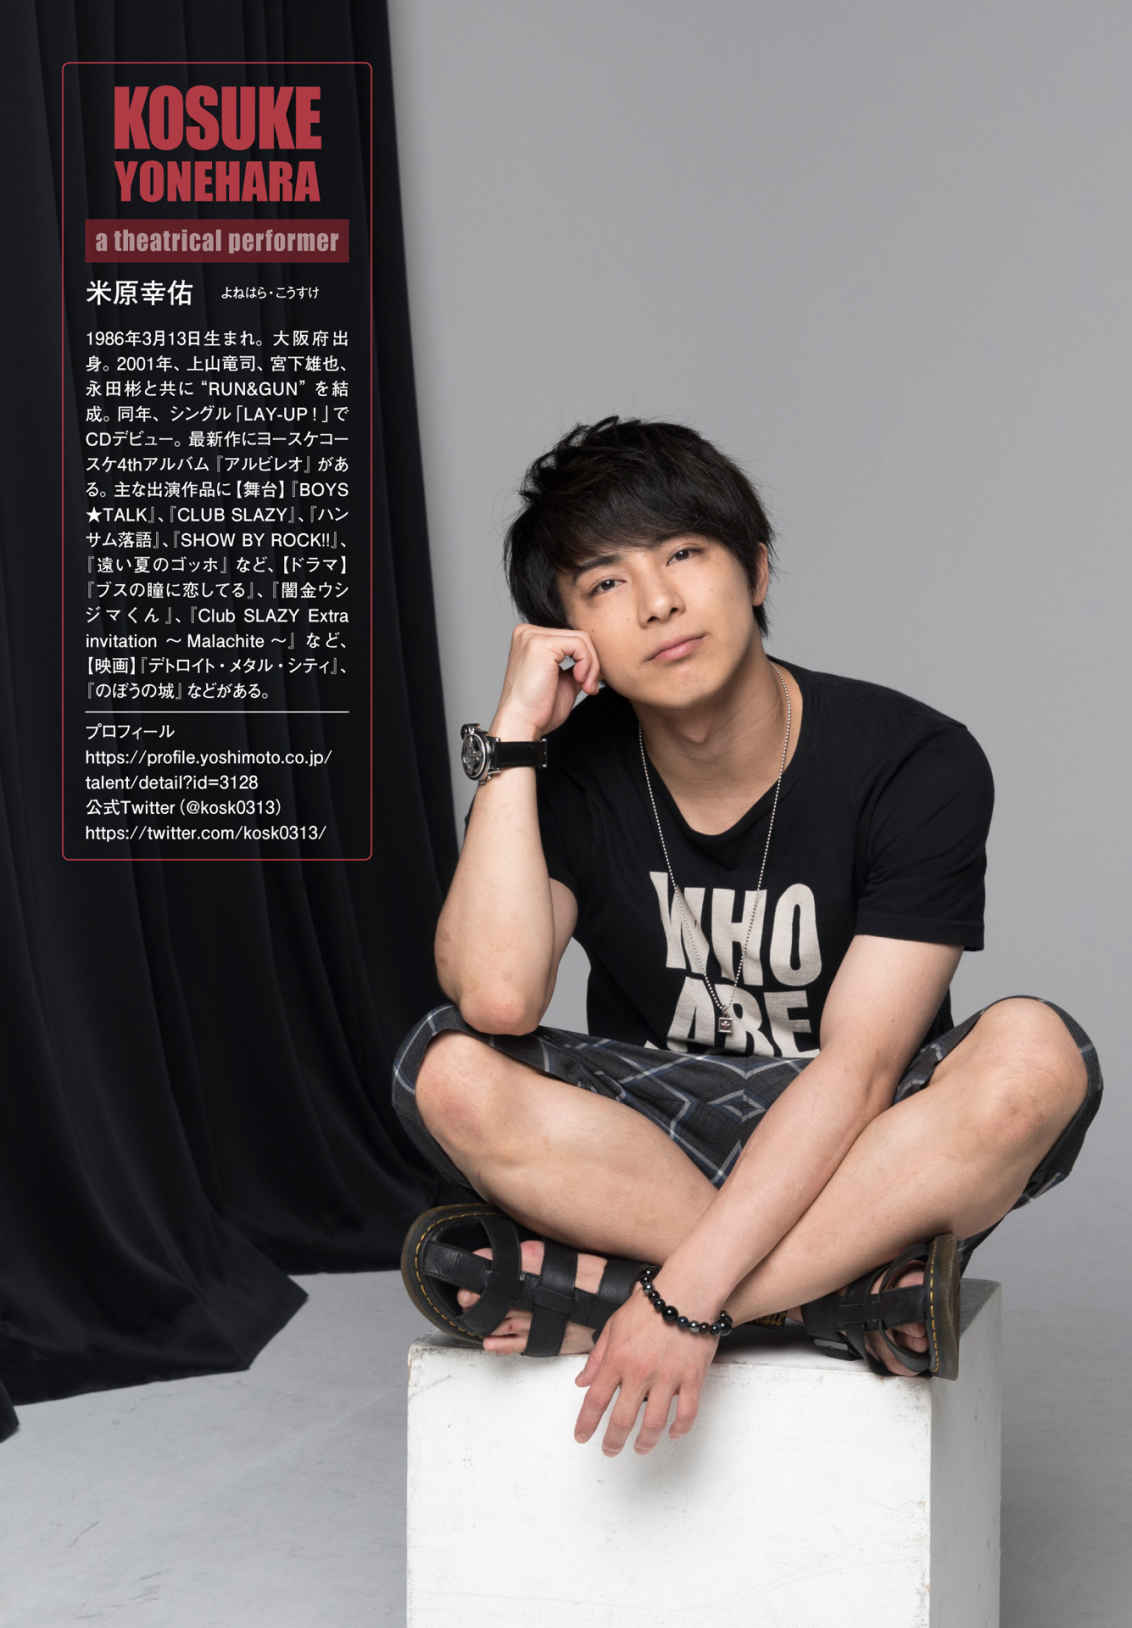 KOSUKE
YONEHARA
a theatrical performer
米原幸佑 よねはら・こうすけ
1986年3月13日生まれ。大阪府出
身。2001年、上山竜司、宮下雄也、
永田彬と共に“RUN&GUN”を結
成。同年、シングル「LAY-UP!」で
CDデビュー。最新作にヨースケコー
スケ4thアルバム『アルビレオ』があ
る。主な出演作品に【舞台】『BOYS
★TALK』、『CLUB SLAZY』、『ハン
サム落語』、『SHOW BY ROCK!!』、
『遠い夏のゴッホ』など、【ドラマ】
『ブスの瞳に恋してる』、『闇金ウシ
ジマくん』、『Club SLAZY Extra
invitation ～Malachite～』など、
【映画】『デトロイト・メタル・シティ』、
『のぼうの城』などがある。
プロフィール
https://profile.yoshimoto.co.jp/
talent/detail?id=3128
公式Twitter(@kosk0313)
https://twitter.com/kosk0313/
WHO
ARE